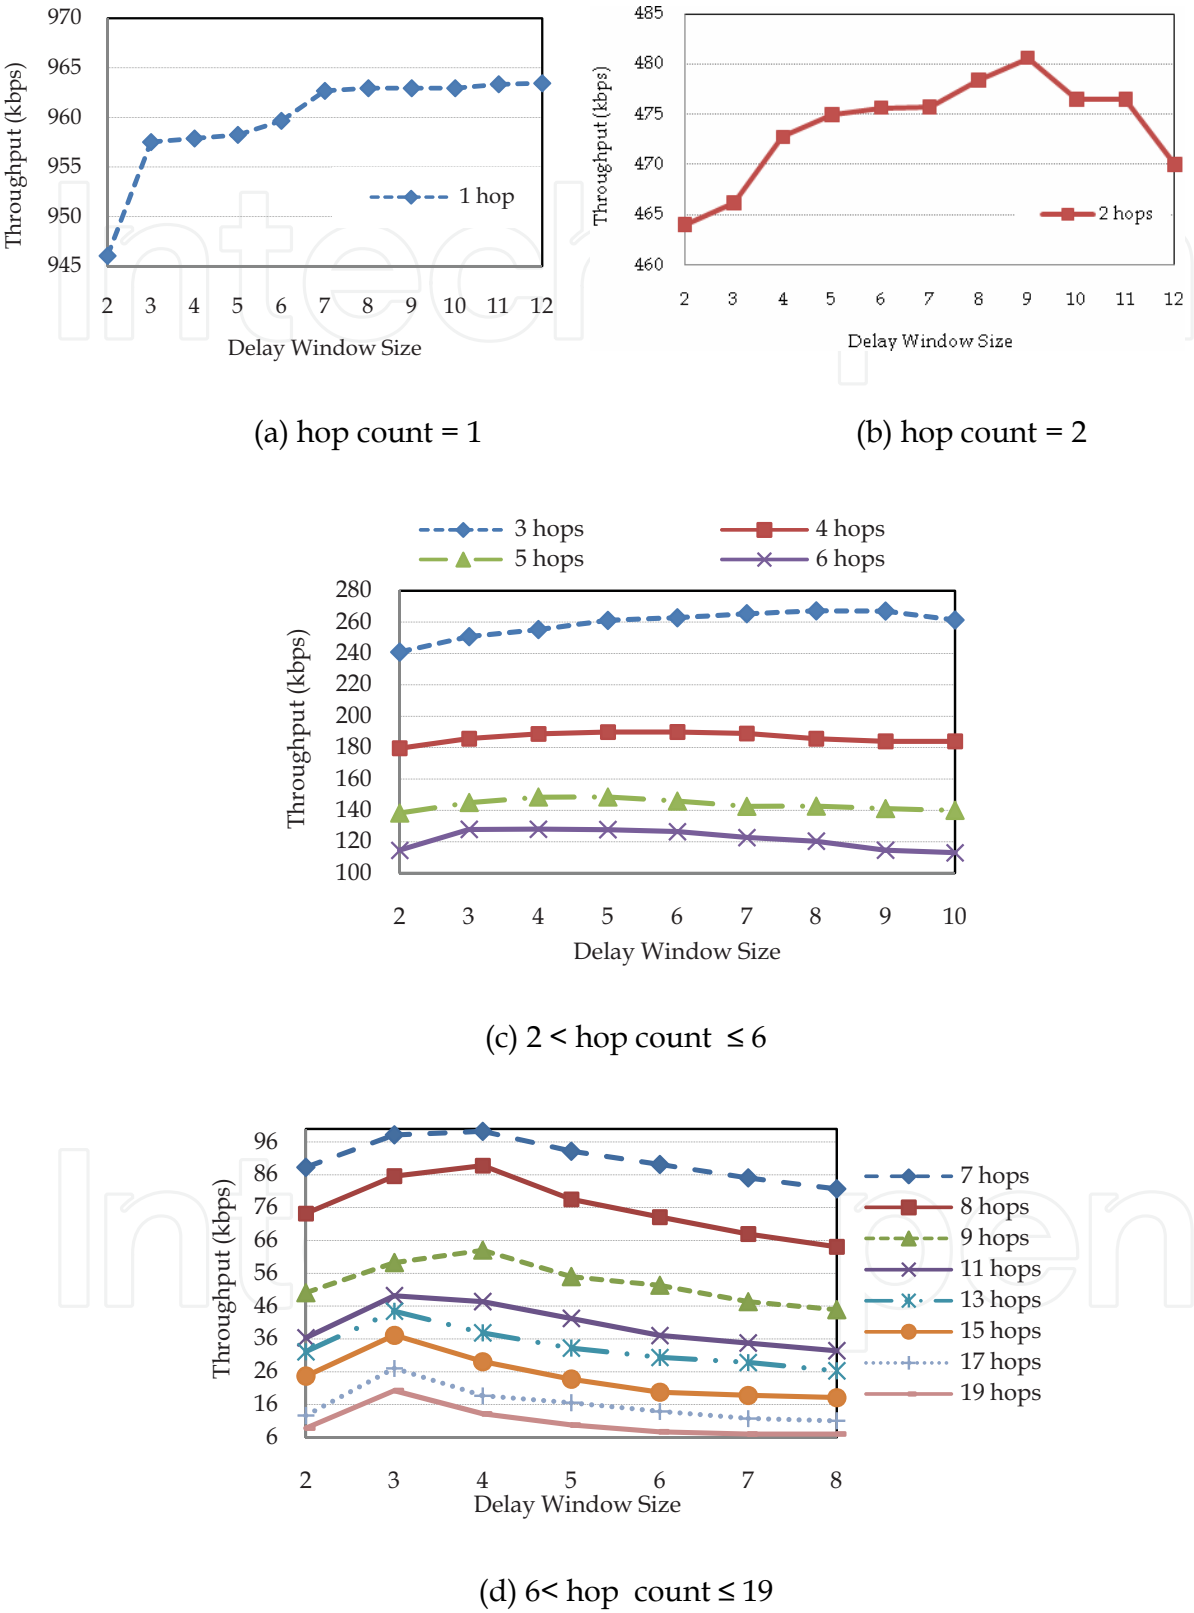 970
965
960
955
950
945
Throughput (kbps)
1 hop
2 3 4 5 6 7 8 9 10 11 12
Delay Window Size
(a) hop count = 1
485
480
475
470
465
460
Throughput (kbps)
2 hops
2 3 4 5 6 7 8 9 10 11 12
Delay Window Size
(b) hop count = 2
3 hops 4 hops
5 hops 6 hops
280
260
240
220
200
180
160
140
120
100
Throughput (kbps)
2 3 4 5 6 7 8 9 10
Delay Window Size
(c) 2 < hop count ≤ 6
96
86
76
66
56
46
36
26
16
6
Throughput (kbps)
2 3 4 5 6 7 8
Delay Window Size
7 hops
8 hops
9 hops
11 hops
13 hops
15 hops
17 hops
19 hops
(d) 6< hop count ≤ 19